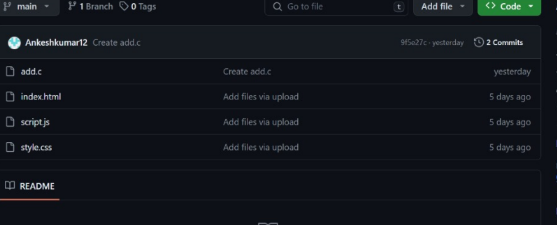 main 1 Branch 0 Tags Go to file t Add file <> Code
Ankeshkumar12 Create add.c 9f5e27c · yesterday 2 Commits
add.c Create add.c yesterday
index.html Add files via upload 5 days ago
script.js Add files via upload 5 days ago
style.css Add files via upload 5 days ago
README